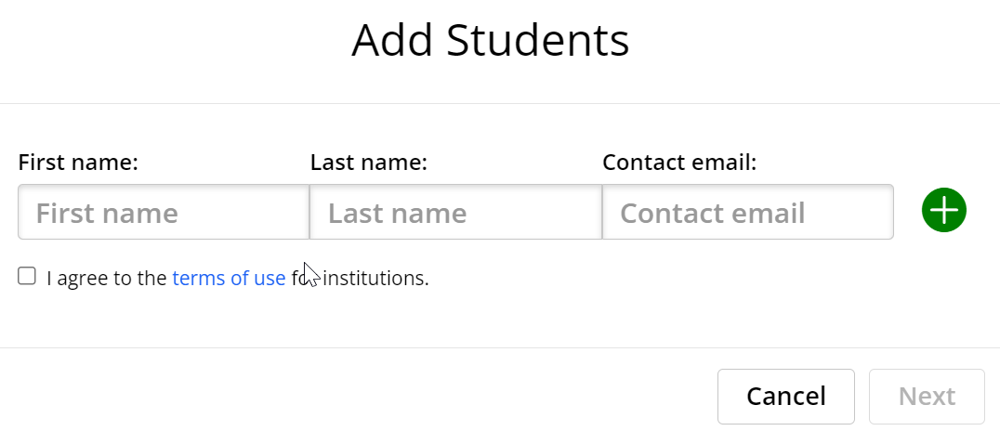 Add Students
First name: Last name: Contact email:
First name Last name Contact email
I agree to the terms of use for institutions.
Cancel Next